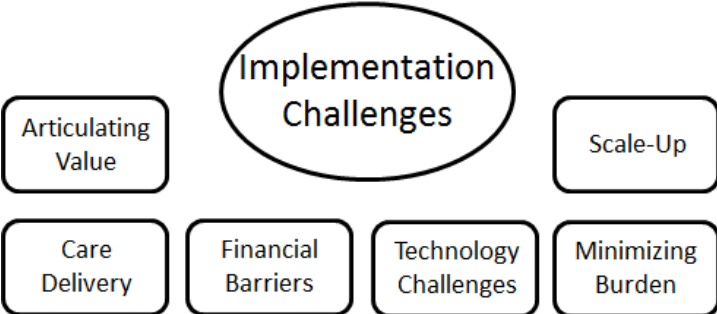 Implementation
Challenges
Articulating
Value
Scale-Up
Care
Delivery
Financial
Barriers
Technology
Challenges
Minimizing
Burden